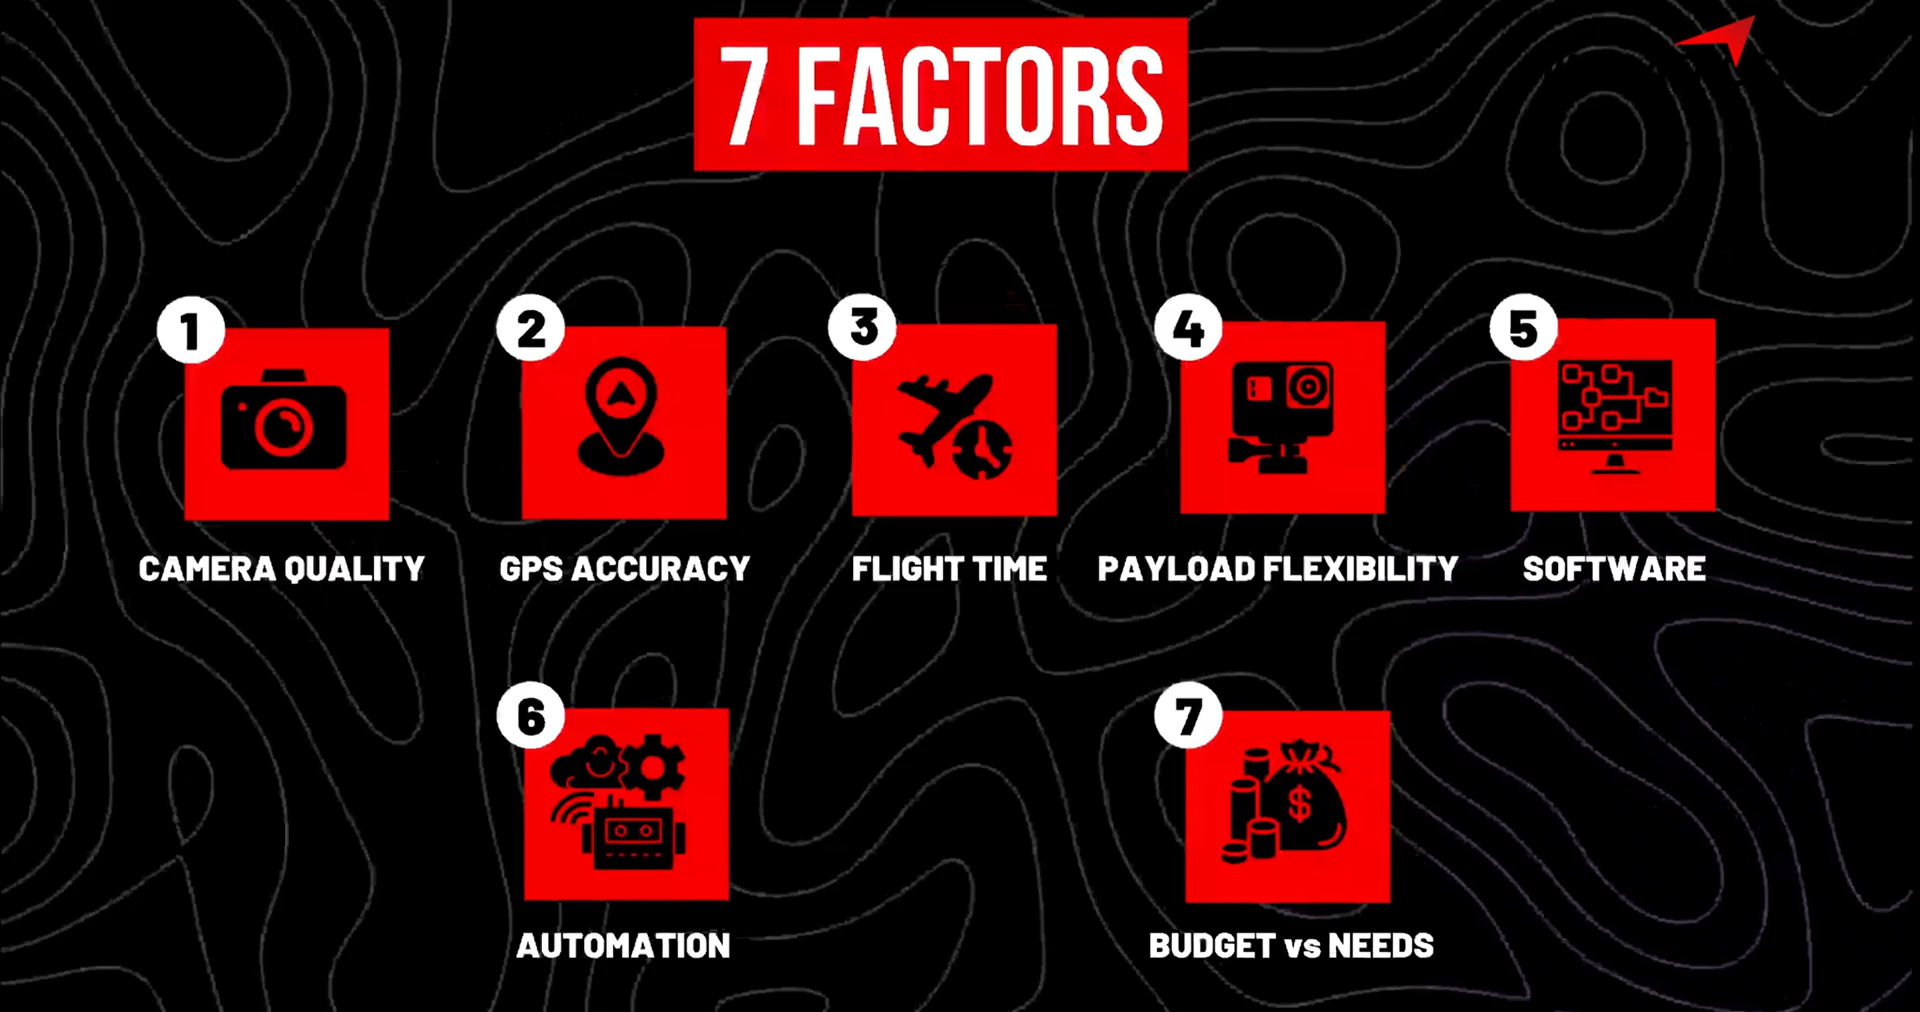 7 FACTORS
1
2
3
4
5
CAMERA QUALITY
GPS ACCURACY
FLIGHT TIME
PAYLOAD FLEXIBILITY
SOFTWARE
6
7
$
AUTOMATION
BUDGET vs NEEDS